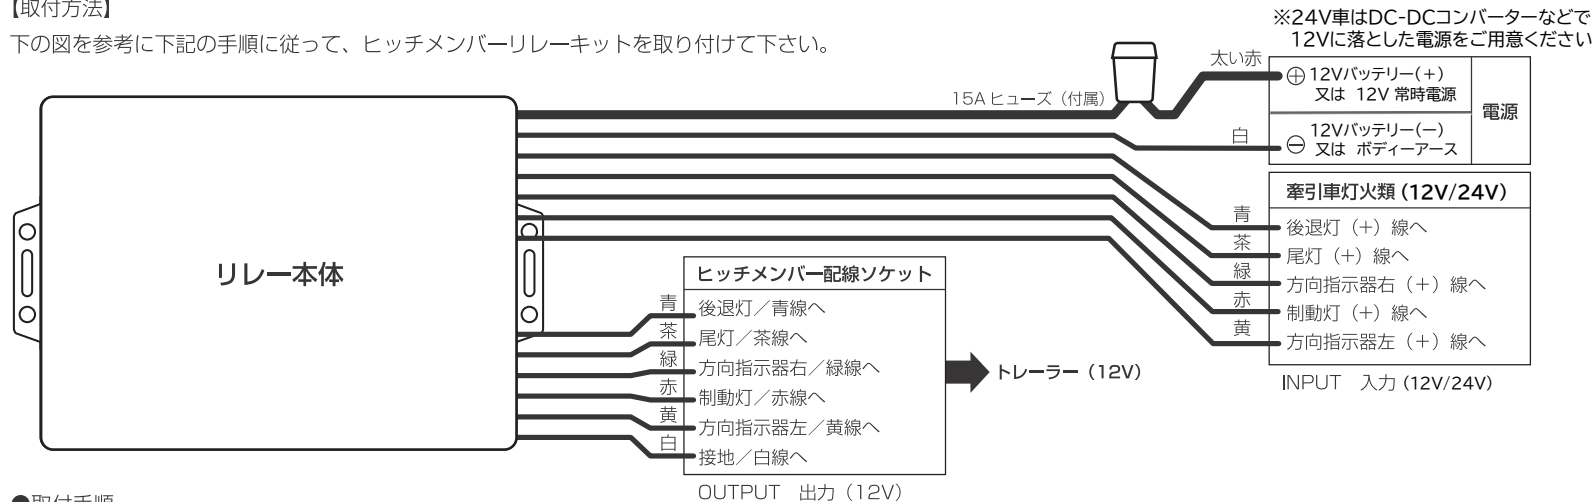 【取付方法】
下の図を参考に下記の手順に従って、ヒッチメンバーリレーキットを取り付けて下さい。
※24V車はDC-DCコンバーターなどで
12Vに落とした電源をご用意ください
太い赤
15A ヒューズ（付属）
⊕ 12Vバッテリー(+)
又は 12V 常時電源
電源
白
⊖ 12Vバッテリー(ー)
又は ボディーアース
牽引車灯火類 (12V/24V)
青
後退灯（+）線へ
茶
尾灯（+）線へ
緑
方向指示器右（+）線へ
赤
制動灯（+）線へ
黄
方向指示器左（+）線へ
INPUT 入力 (12V/24V)
リレー本体
ヒッチメンバー配線ソケット
青
後退灯／青線へ
茶
尾灯／茶線へ
緑
方向指示器右／緑線へ
赤
制動灯／赤線へ
黄
方向指示器左／黄線へ
白
接地／白線へ
トレーラー（12V）
OUTPUT 出力（12V）
●取付手順